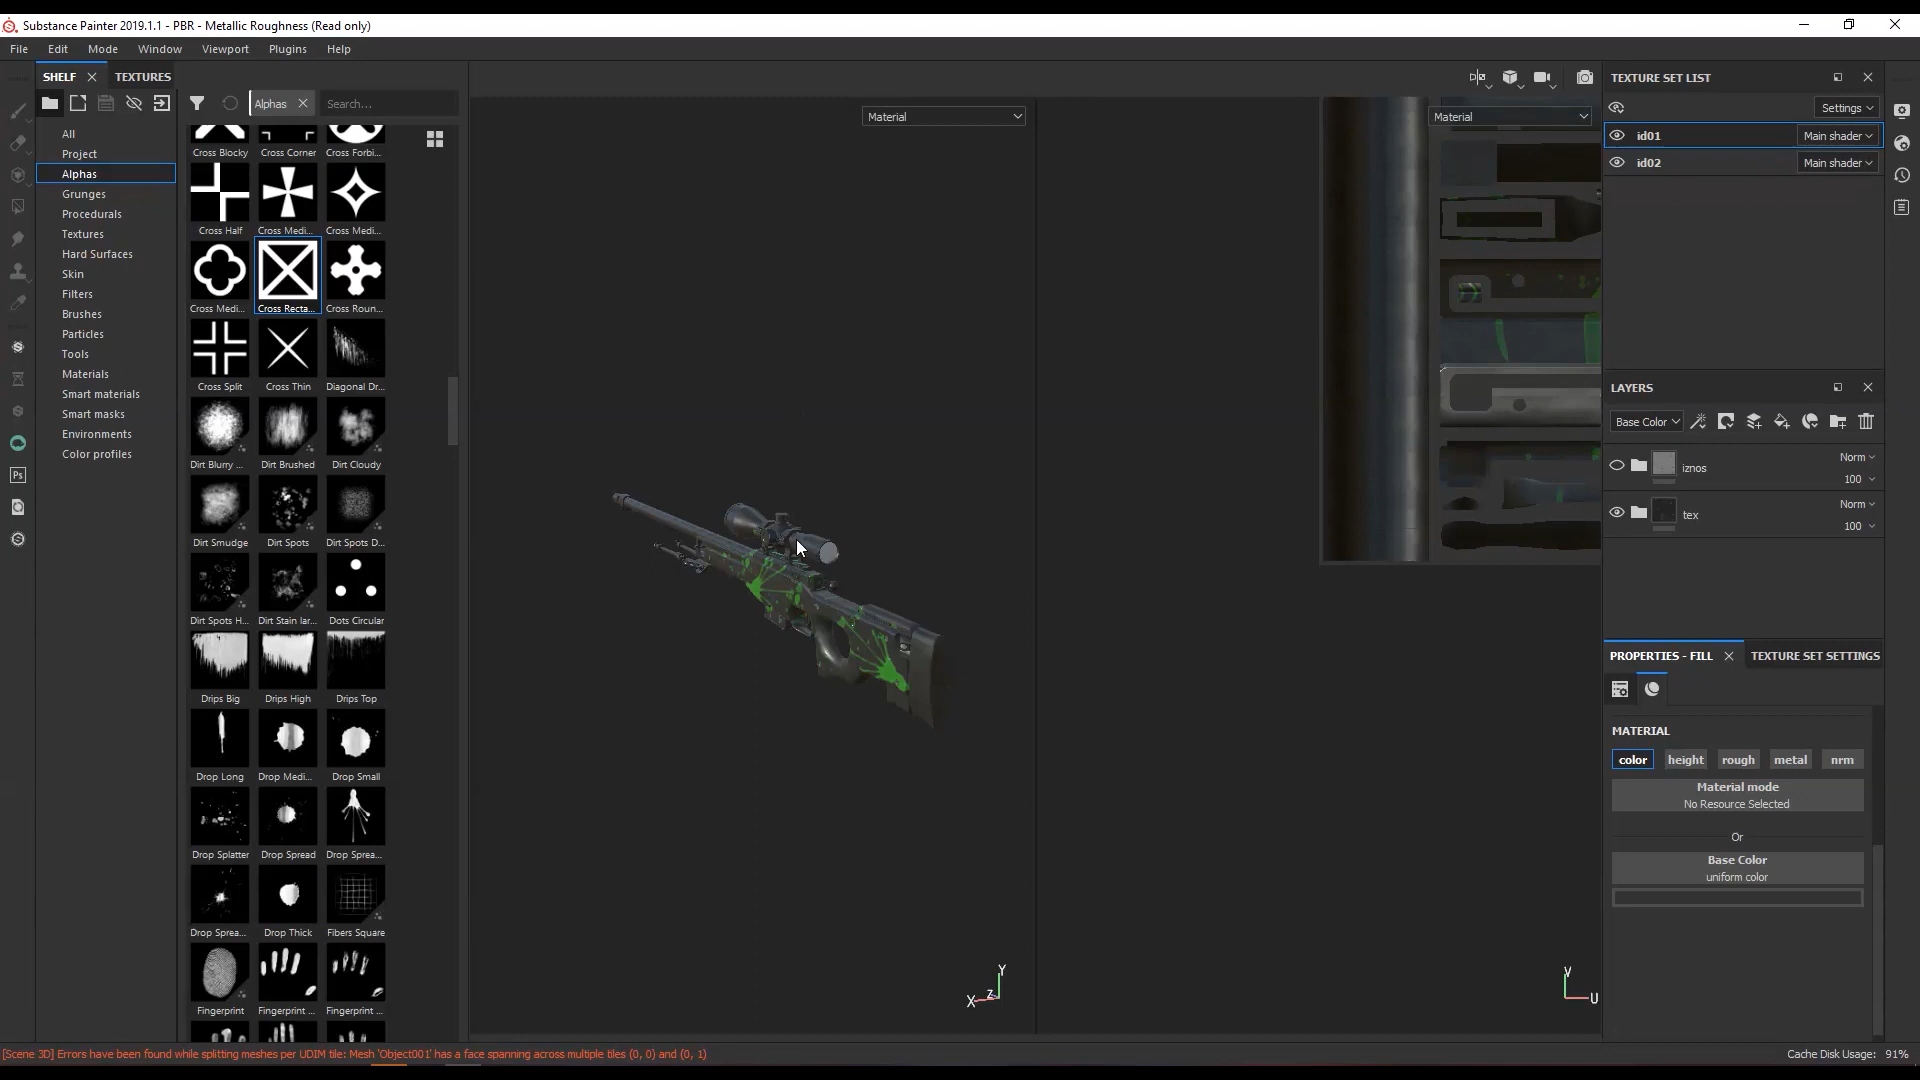 Substance Painter 2019.1.1 - PBR - Metallic Roughness (Read only)
File Edit Mode Window Viewport Plugins Help
SHELF TEXTURES
Alphas Search...
All
Project
Alphas
Grunges
Procedurals
Textures
Hard Surfaces
Skin
Filters
Brushes
Particles
Tools
Materials
Smart materials
Smart masks
Environments
Color profiles
Cross Blocky Cross Corner Cross Forbi...
Cross Half Cross Medi... Cross Medi...
Cross Medi... Cross Recta... Cross Roun...
Cross Split Cross Thin Diagonal Dr...
Dirt Blurry ... Dirt Brushed Dirt Cloudy
Dirt Smudge Dirt Spots Dirt Spots D...
Dirt Spots H... Dirt Stain lar... Dots Circular
Drips Big Drips High Drips Top
Drop Long Drop Medi... Drop Small
Drop Splatter Drop Spread Drop Sprea...
Drop Sprea... Drop Thick Fibers Square
Fingerprint Fingerprint ... Fingerprint ...
Material
Material
X Z Y
V U
TEXTURE SET LIST
Settings
id01 Main shader
id02 Main shader
LAYERS
Base Color
iznos Norm 100
tex Norm 100
PROPERTIES - FILL TEXTURE SET SETTINGS
MATERIAL
color height rough metal nrm
Material mode
No Resource Selected
Or
Base Color
uniform color
Ps
[Scene 3D] Errors have been found while splitting meshes per UDIM tile: Mesh 'Object001' has a face spanning across multiple tiles (0, 0) and (0, 1)
Cache Disk Usage: 91%